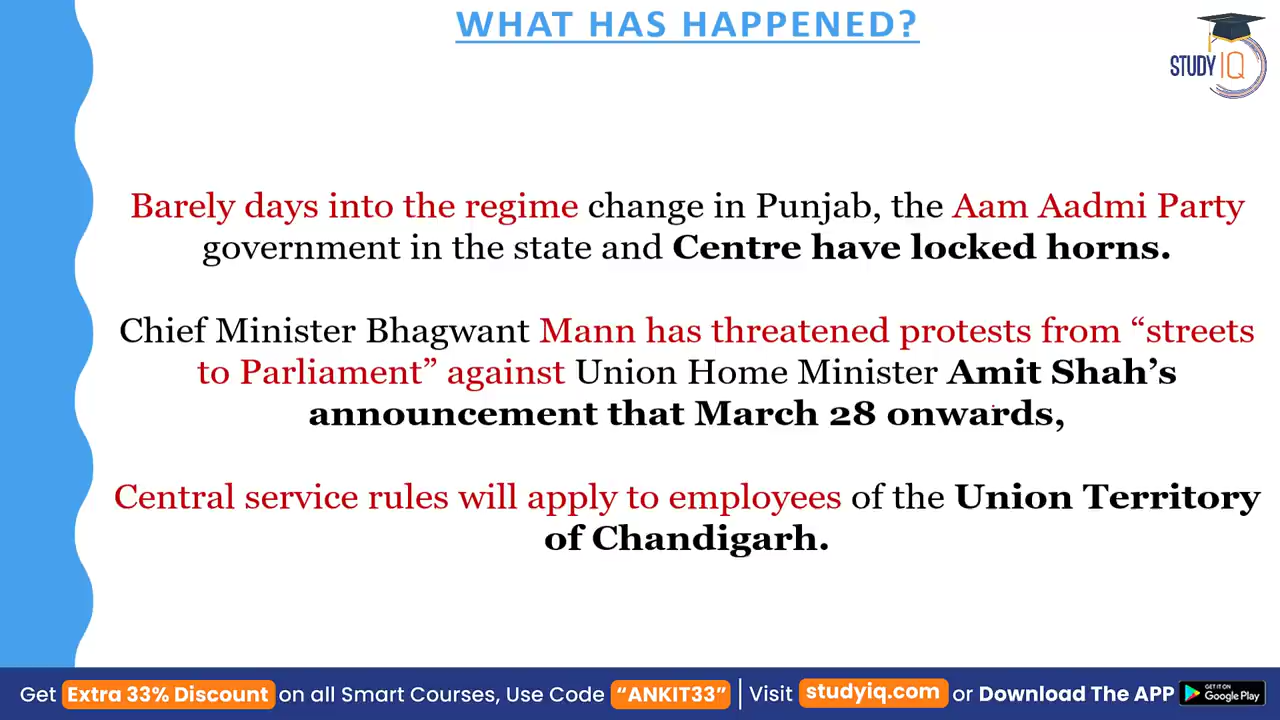 WHAT HAS HAPPENED?
STUDY IQ
Barely days into the regime change in Punjab, the Aam Aadmi Party
government in the state and Centre have locked horns.
Chief Minister Bhagwant Mann has threatened protests from “streets
to Parliament” against Union Home Minister Amit Shah’s
announcement that March 28 onwards,
Central service rules will apply to employees of the Union Territory
of Chandigarh.
Get Extra 33% Discount on all Smart Courses, Use Code “ANKIT33” Visit studyiq.com or Download The APP GET IT ON Google Play